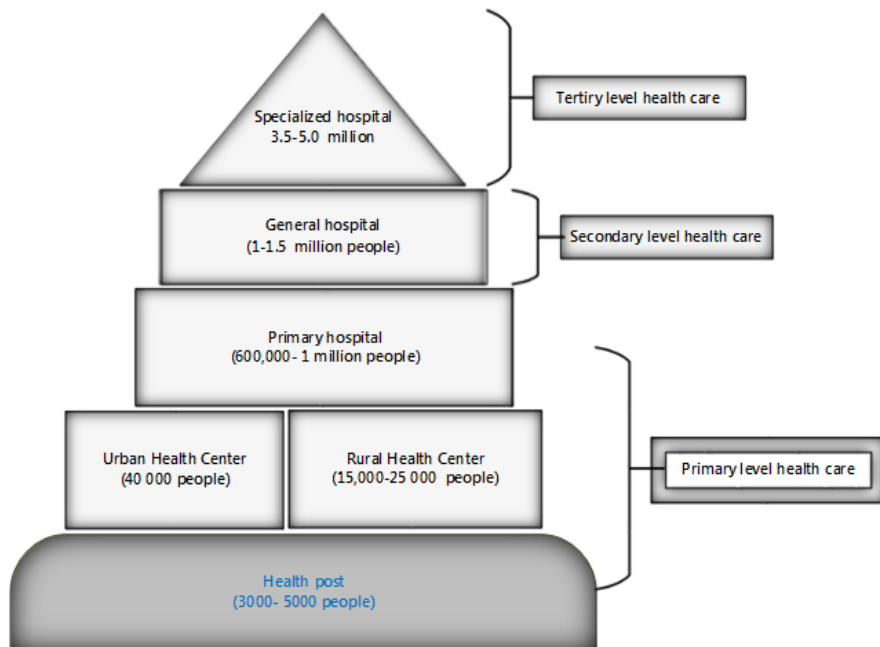 Specialized hospital
3.5-5.0 million
Tertiry level health care
General hospital
(1-1.5 million people)
Secondary level health care
Primary hospital
(600,000- 1 million people)
Urban Health Center
(40 000 people)
Rural Health Center
(15,000-25 000 people)
Primary level health care
Health post
(3000- 5000 people)